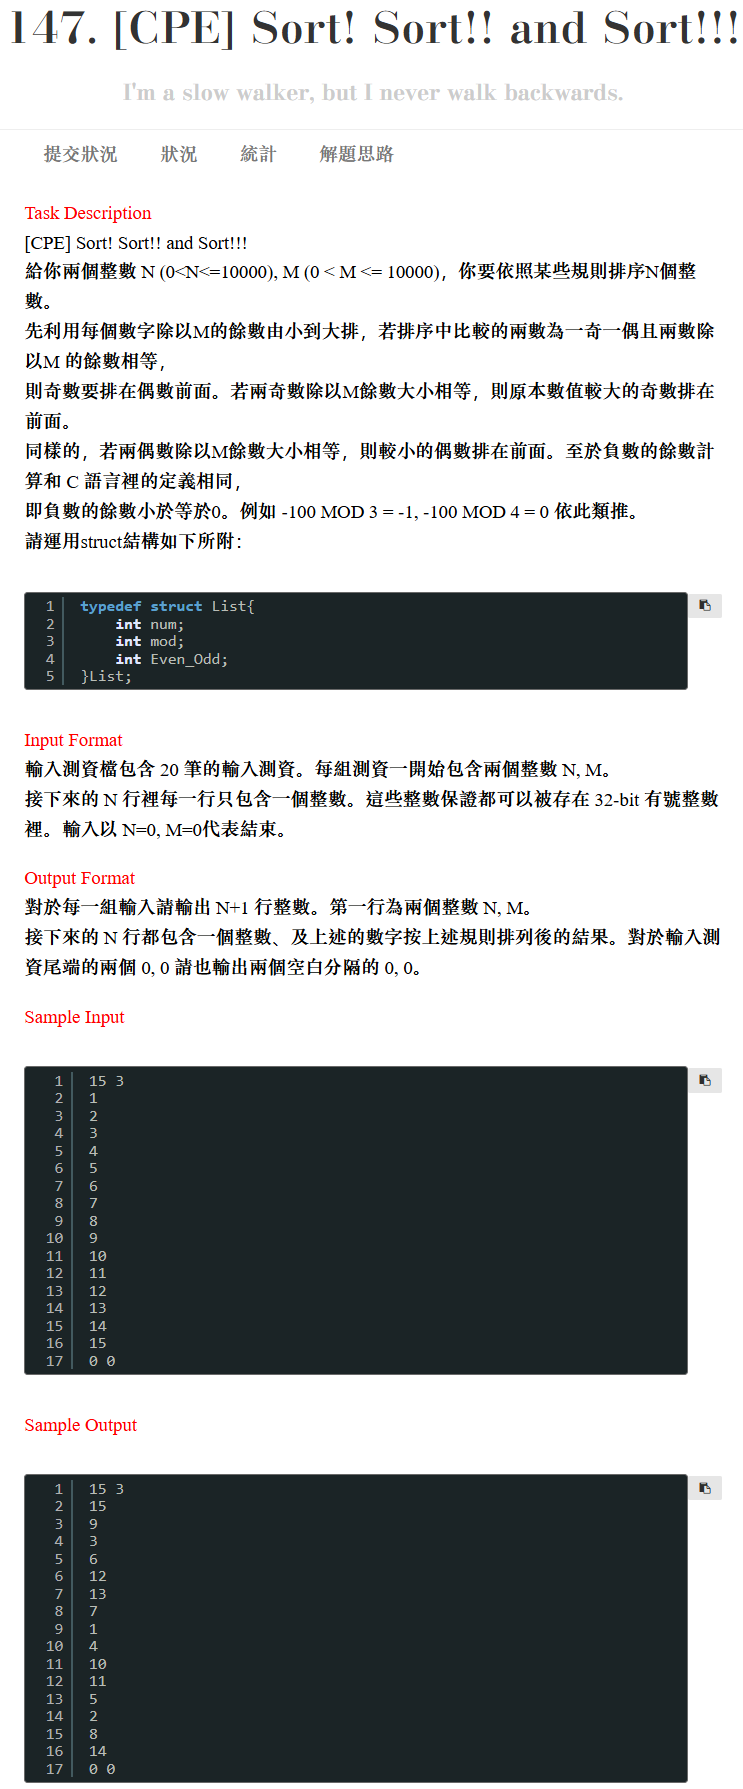 147. [CPE] Sort! Sort!! and Sort!!!
I'm a slow walker, but I never walk backwards.
提交狀況 狀況 統計 解題思路
Task Description
[CPE] Sort! Sort!! and Sort!!!
給你兩個整數 N (0<N<=10000), M (0 < M <= 10000)，你要依照某些規則排序N個整
數。
先利用每個數字除以M的餘數由小到大排，若排序中比較的兩數為一奇一偶且兩數除
以M 的餘數相等，
則奇數要排在偶數前面。若兩奇數除以M餘數大小相等，則原本數值較大的奇數排在
前面。
同樣的，若兩偶數除以M餘數大小相等，則較小的偶數排在前面。至於負數的餘數計
算和 C 語言裡的定義相同，
即負數的餘數小於等於0。例如 -100 MOD 3 = -1, -100 MOD 4 = 0 依此類推。
請運用struct結構如下所附：
1 typedef struct List{
2 int num;
3 int mod;
4 int Even_Odd;
5 }List;
Input Format
輸入測資檔包含 20 筆的輸入測資。每組測資一開始包含兩個整數 N, M。
接下來的 N 行裡每一行只包含一個整數。這些整數保證都可以被存在 32-bit 有號整數
裡。輸入以 N=0, M=0代表結束。
Output Format
對於每一組輸入請輸出 N+1 行整數。第一行為兩個整數 N, M。
接下來的 N 行都包含一個整數、及上述的數字按上述規則排列後的結果。對於輸入測
資尾端的兩個 0, 0 請也輸出兩個空白分隔的 0, 0。
Sample Input
1 15 3
2 1
3 2
4 3
5 4
6 5
7 6
8 7
9 8
10 9
11 10
12 11
13 12
14 13
15 14
16 15
17 0 0
Sample Output
1 15 3
2 15
3 9
4 3
5 6
6 12
7 13
8 7
9 1
10 4
11 10
12 11
13 5
14 2
15 8
16 14
17 0 0